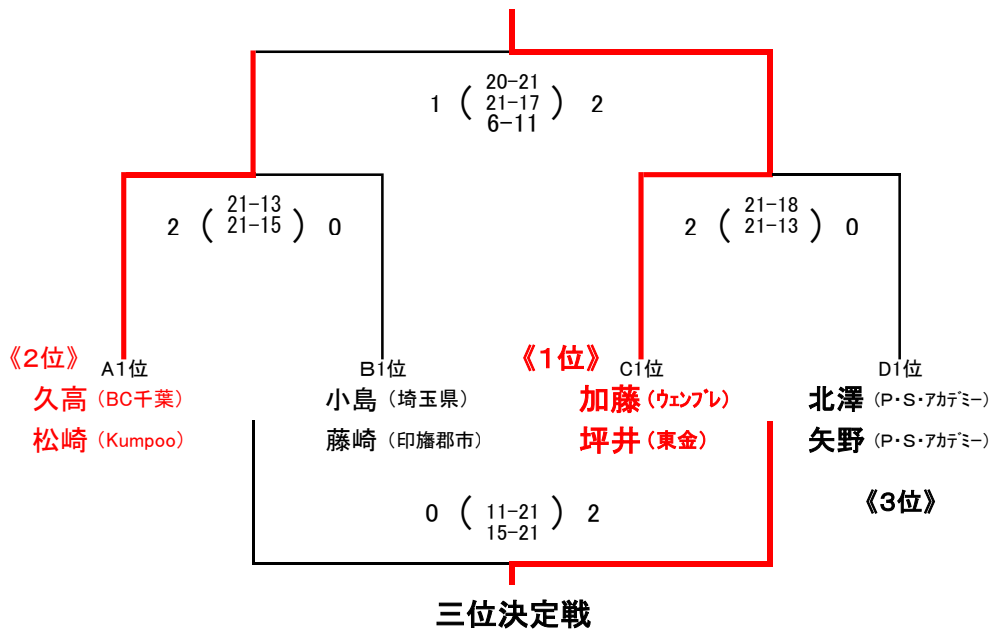 20-21
1 ( 21-17 ) 2
6-11
21-13
2 ( 21-15 ) 0
21-18
2 ( 21-13 ) 0
《2位》 A1位
久高 (BC千葉)
松崎 (Kumpoo)
B1位
小島 (埼玉県)
藤崎 (印旛郡市)
《1位》 C1位
加藤 (ウェンブレ)
坪井 (東金)
D1位
北澤 (P・S・アカデミー)
矢野 (P・S・アカデミー)
《3位》
0 ( 11-21 ) 2
15-21
三位決定戦